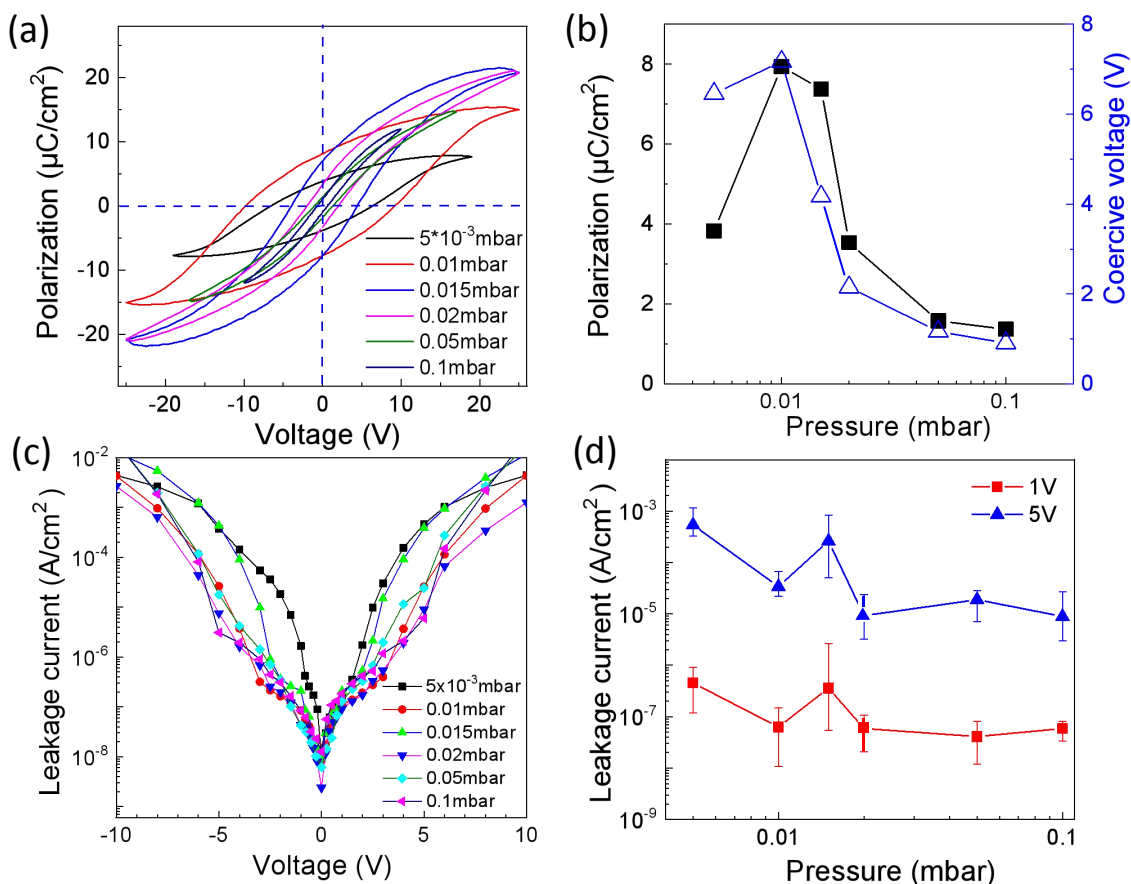 (a)
Polarization (µC/cm²)
20
10
0
-10
-20
-20
-10
0
10
20
Voltage (V)
5*10⁻³mbar
0.01mbar
0.015mbar
0.02mbar
0.05mbar
0.1mbar
(b)
Polarization (µC/cm²)
8
6
4
2
0
0.01
0.1
Pressure (mbar)
8
6
4
2
0
Coercive voltage (V)
(c)
Leakage current (A/cm²)
10⁻²
10⁻⁴
10⁻⁶
10⁻⁸
-10
-5
0
5
10
Voltage (V)
5x10⁻³mbar
0.01mbar
0.015mbar
0.02mbar
0.05mbar
0.1mbar
(d)
Leakage current (A/cm²)
10⁻³
10⁻⁵
10⁻⁷
10⁻⁹
0.01
0.1
Pressure (mbar)
1V
5V